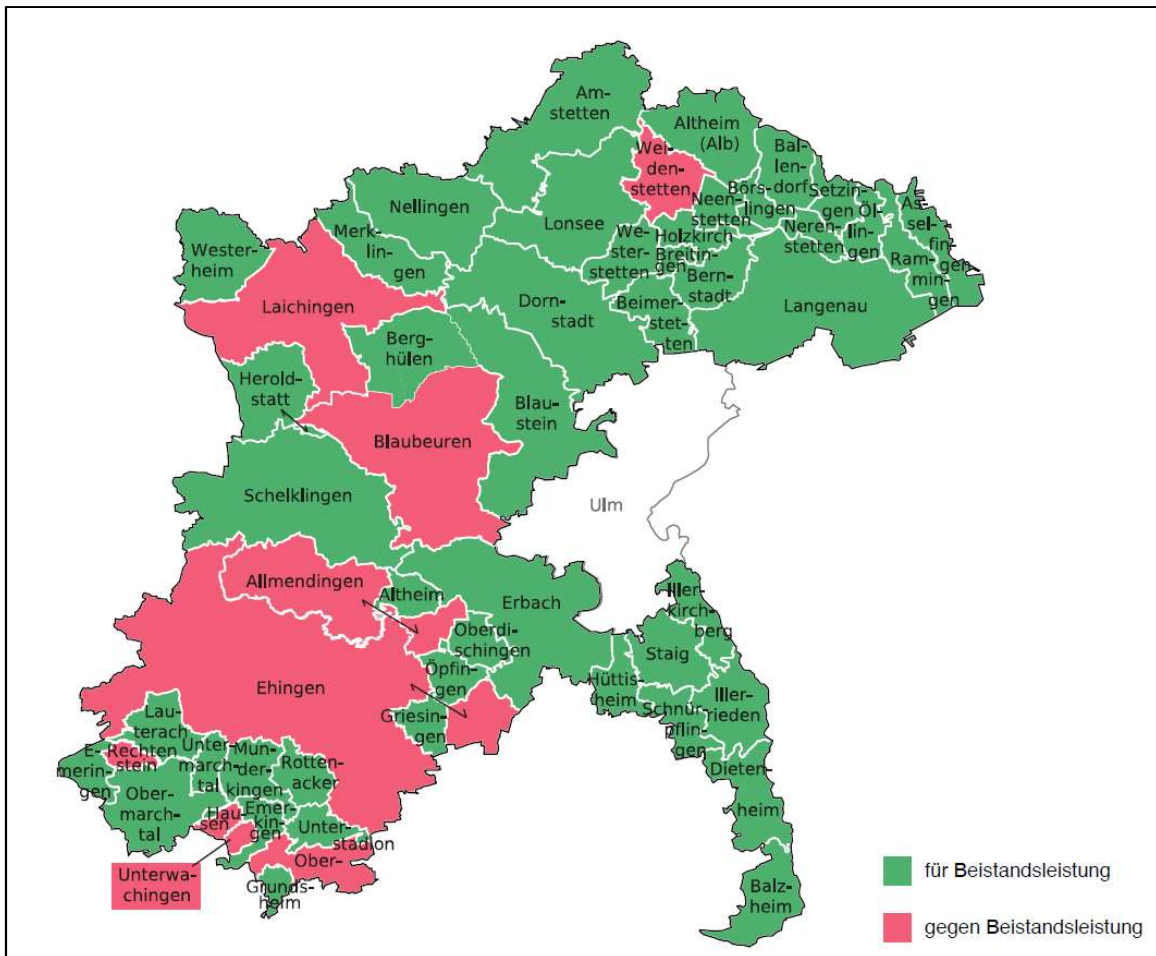 Am-
stetten
Altheim
(Alb)
Wei-
den-
stetten
Bal-
len-
dorf
Neen-
stetten
Börs-
lingen
Setzin-
gen
Öl-
lin-
gen
As-
sel-
fin-
gen
Neren-
stetten
Ram-
min-
gen
Nellingen
Lonsee
Merk-
lin-
gen
Wester-
heim
We-
ster-
stetten
Holzkirch
Breitin-
gen
Bern-
stadt
Langenau
Laichingen
Dorn-
stadt
Beimer-
stet-
ten
Berg-
hülen
Herold-
statt
Blau-
stein
Blaubeuren
Schelklingen
Ulm
Allmendingen
Altheim
Erbach
Oberdi-
schingen
Öpfin-
gen
Ehingen
Griesin-
gen
Iller-
kirch-
berg
Staig
Hüttis-
heim
Schnür-
pflin-
gen
Iller-
rieden
Dieten-
heim
Balz-
heim
Lau-
terach
E-
merin-
gen
Rechten
stein
Unter-
march-
tal
Mun-
der-
kingen
Rotten-
acker
Ober-
march-
tal
Hau-
sen
Emer-
kin-
gen
Unter-
stadion
Ober-
Unterwa-
chingen
Grunds-
heim
für Beistandsleistung
gegen Beistandsleistung